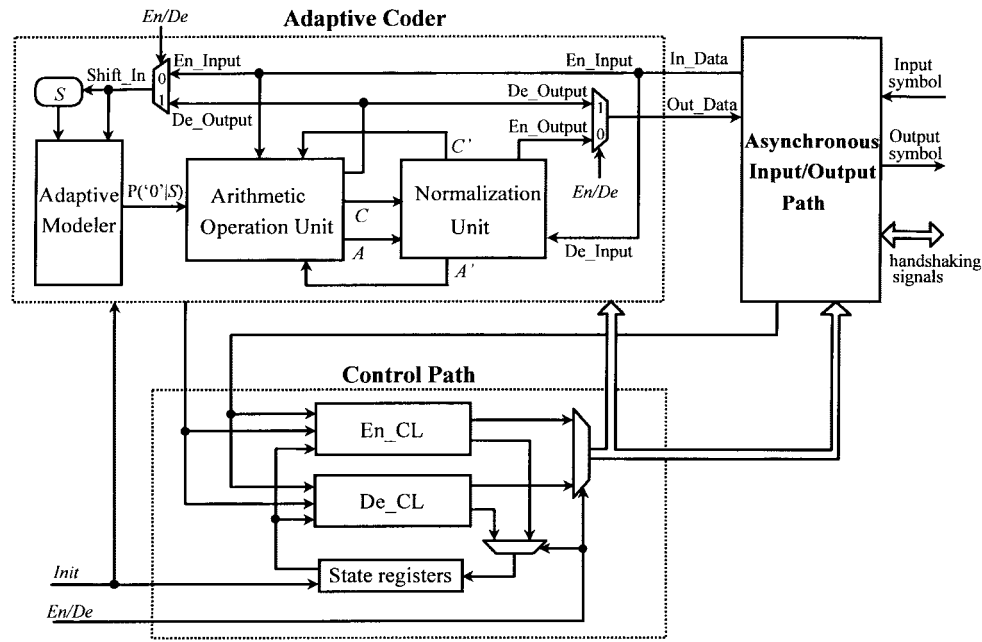 Adaptive Coder
En/De
En_Input
En_Input
In_Data
Input
symbol
Shift_In
0
1
S
De_Output
De_Output
1
0
Out_Data
En_Output
Output
symbol
Asynchronous
Input/Output
Path
C'
Adaptive
Modeler
P('0'|S)
Arithmetic
Operation Unit
C
A
Normalization
Unit
En/De
De_Input
A'
handshaking
signals
Control Path
En_CL
De_CL
State registers
Init
En/De